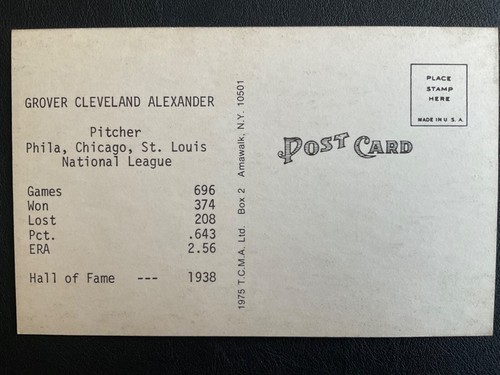 GROVER CLEVELAND ALEXANDER
Pitcher
Phila, Chicago, St. Louis
National League
Games 696
Won 374
Lost 208
Pct. .643
ERA 2.56
Hall of Fame --- 1938
1975 T.C.M.A. Ltd. Box 2 Amawalk, N.Y. 10501
POST CARD
PLACE
STAMP
HERE
MADE IN U.S.A.